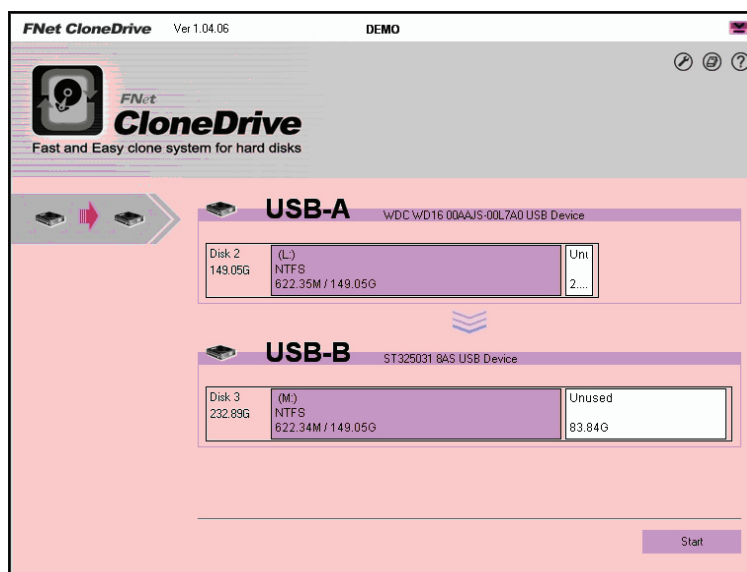 FNet CloneDrive Ver 1.04.06 DEMO
FNet
CloneDrive
Fast and Easy clone system for hard disks
USB-A WDC WD16 00AAJS-00L7A0 USB Device
Disk 2
149.05G
(L:)
NTFS
622.35M / 149.05G
Unu
2....
USB-B ST325031 8AS USB Device
Disk 3
232.89G
(M:)
NTFS
622.34M / 149.05G
Unused
83.84G
Start